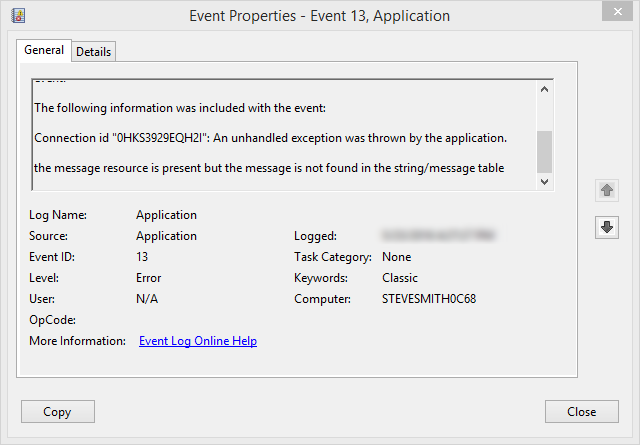 Event Properties - Event 13, Application
General
Details
The following information was included with the event:
Connection id "0HKS3929EQH2I": An unhandled exception was thrown by the application.
the message resource is present but the message is not found in the string/message table
Log Name: Application
Source: Application Logged:
Event ID: 13 Task Category: None
Level: Error Keywords: Classic
User: N/A Computer: STEVESMITH0C68
OpCode:
More Information: Event Log Online Help
Copy
Close